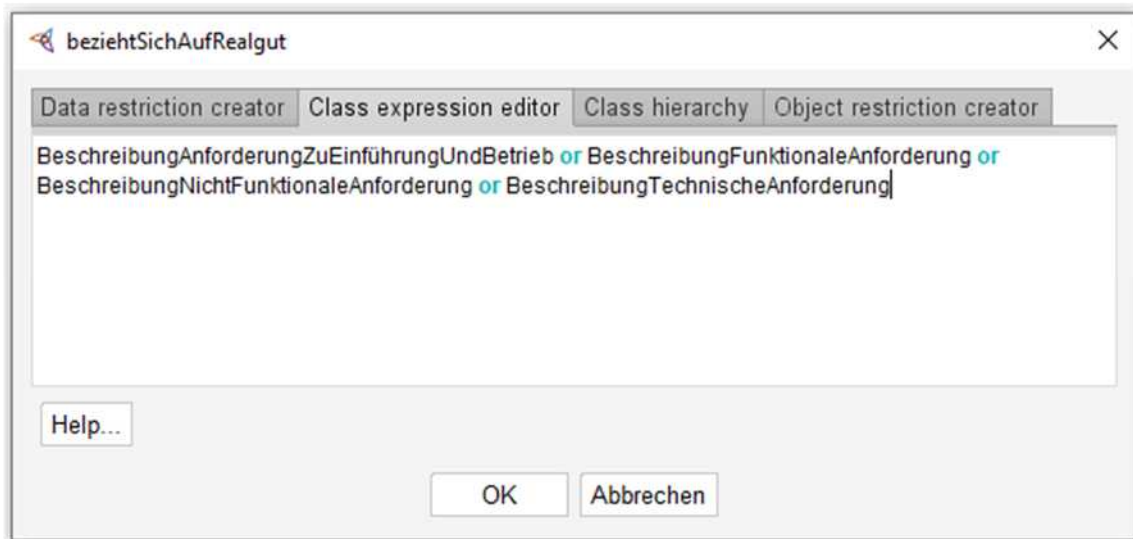 beziehtSichAufRealgut
Data restriction creator Class expression editor Class hierarchy Object restriction creator
BeschreibungAnforderungZuEinführungUndBetrieb or BeschreibungFunktionaleAnforderung or
BeschreibungNichtFunktionaleAnforderung or BeschreibungTechnischeAnforderung
Help...
OK Abbrechen